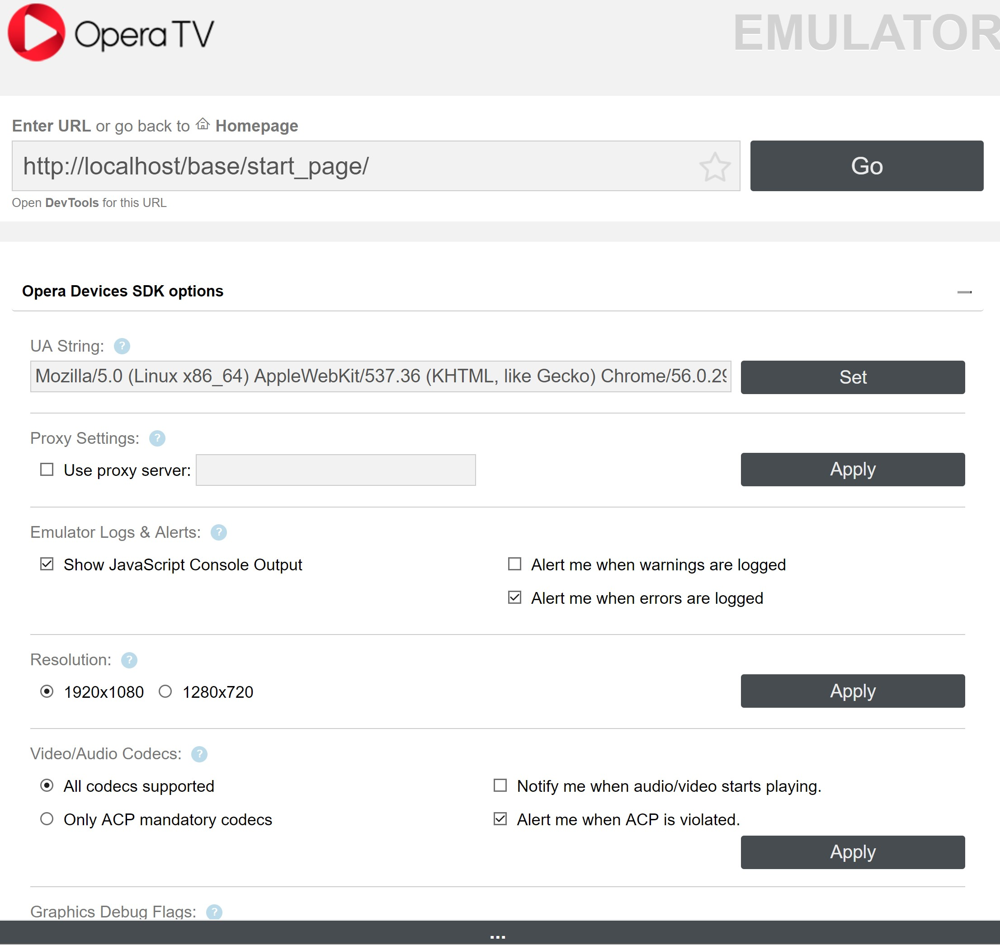 Opera TV
EMULATOR
Enter URL or go back to Homepage
http://localhost/base/start_page/
Go
Open DevTools for this URL
Opera Devices SDK options
UA String: ?
Mozilla/5.0 (Linux x86_64) AppleWebKit/537.36 (KHTML, like Gecko) Chrome/56.0.29
Set
Proxy Settings: ?
Use proxy server:
Apply
Emulator Logs & Alerts: ?
Show JavaScript Console Output
Alert me when warnings are logged
Alert me when errors are logged
Resolution: ?
1920x1080 1280x720
Apply
Video/Audio Codecs: ?
All codecs supported
Notify me when audio/video starts playing.
Only ACP mandatory codecs
Alert me when ACP is violated.
Apply
Graphics Debug Flags: ?
...